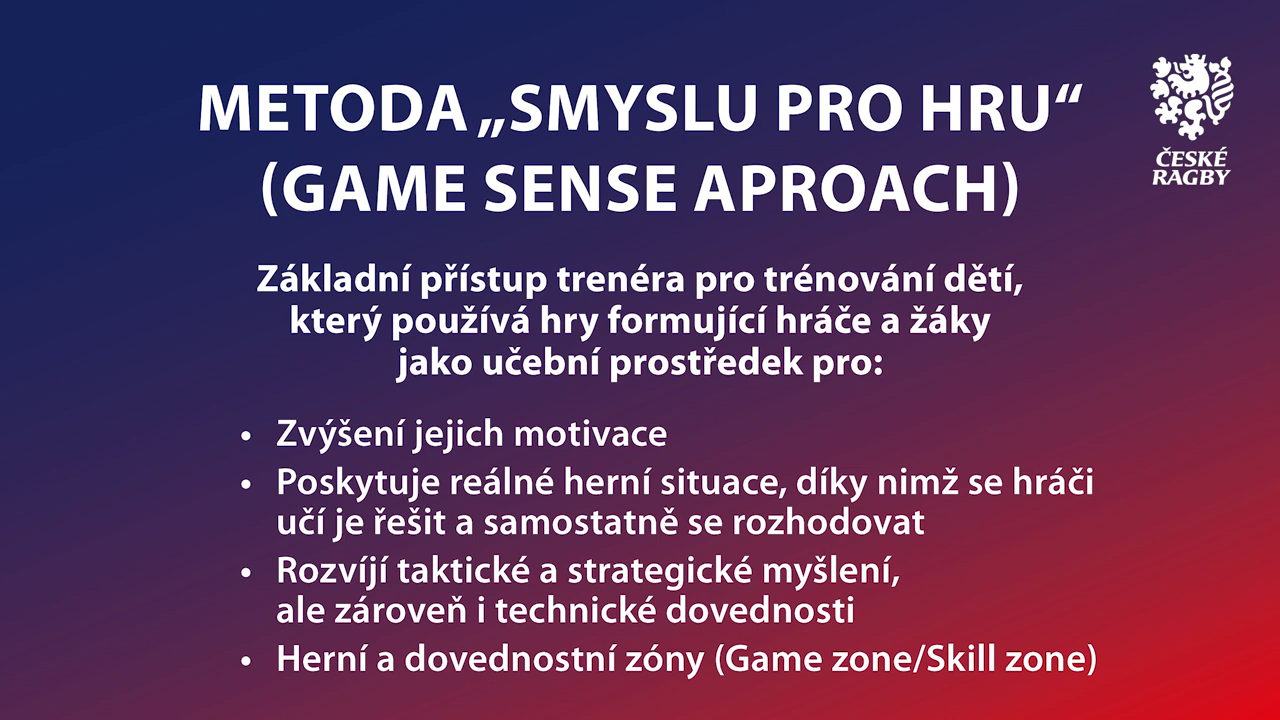 METODA „SMYSLU PRO HRU“
(GAME SENSE APROACH)
ČESKÉ
RAGBY
Základní přístup trenéra pro trénování dětí,
který používá hry formující hráče a žáky
jako učební prostředek pro:
• Zvýšení jejich motivace
• Poskytuje reálné herní situace, díky nimž se hráči
učí je řešit a samostatně se rozhodovat
• Rozvíjí taktické a strategické myšlení,
ale zároveň i technické dovednosti
• Herní a dovednostní zóny (Game zone/Skill zone)